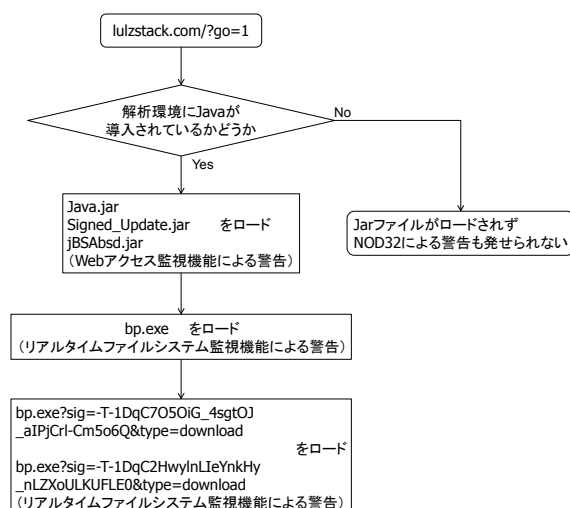 lulzstack.com/?go=1
解析環境にJavaが
導入されているかどうか
No
Yes
Java.jar
Signed_Update.jar をロード
jBSAbsd.jar
(Webアクセス監視機能による警告)
Jarファイルがロードされず
NOD32による警告も発せられない
bp.exe をロード
(リアルタイムファイルシステム監視機能による警告)
bp.exe?sig=-T-1DqC7O5OiG_4sgtOJ
_aIPjCrl-Cm5o6Q&type=download
をロード
bp.exe?sig=-T-1DqC2HwylnLIeYnkHy
_nLZXoULKUFLE0&type=download
(リアルタイムファイルシステム監視機能による警告)